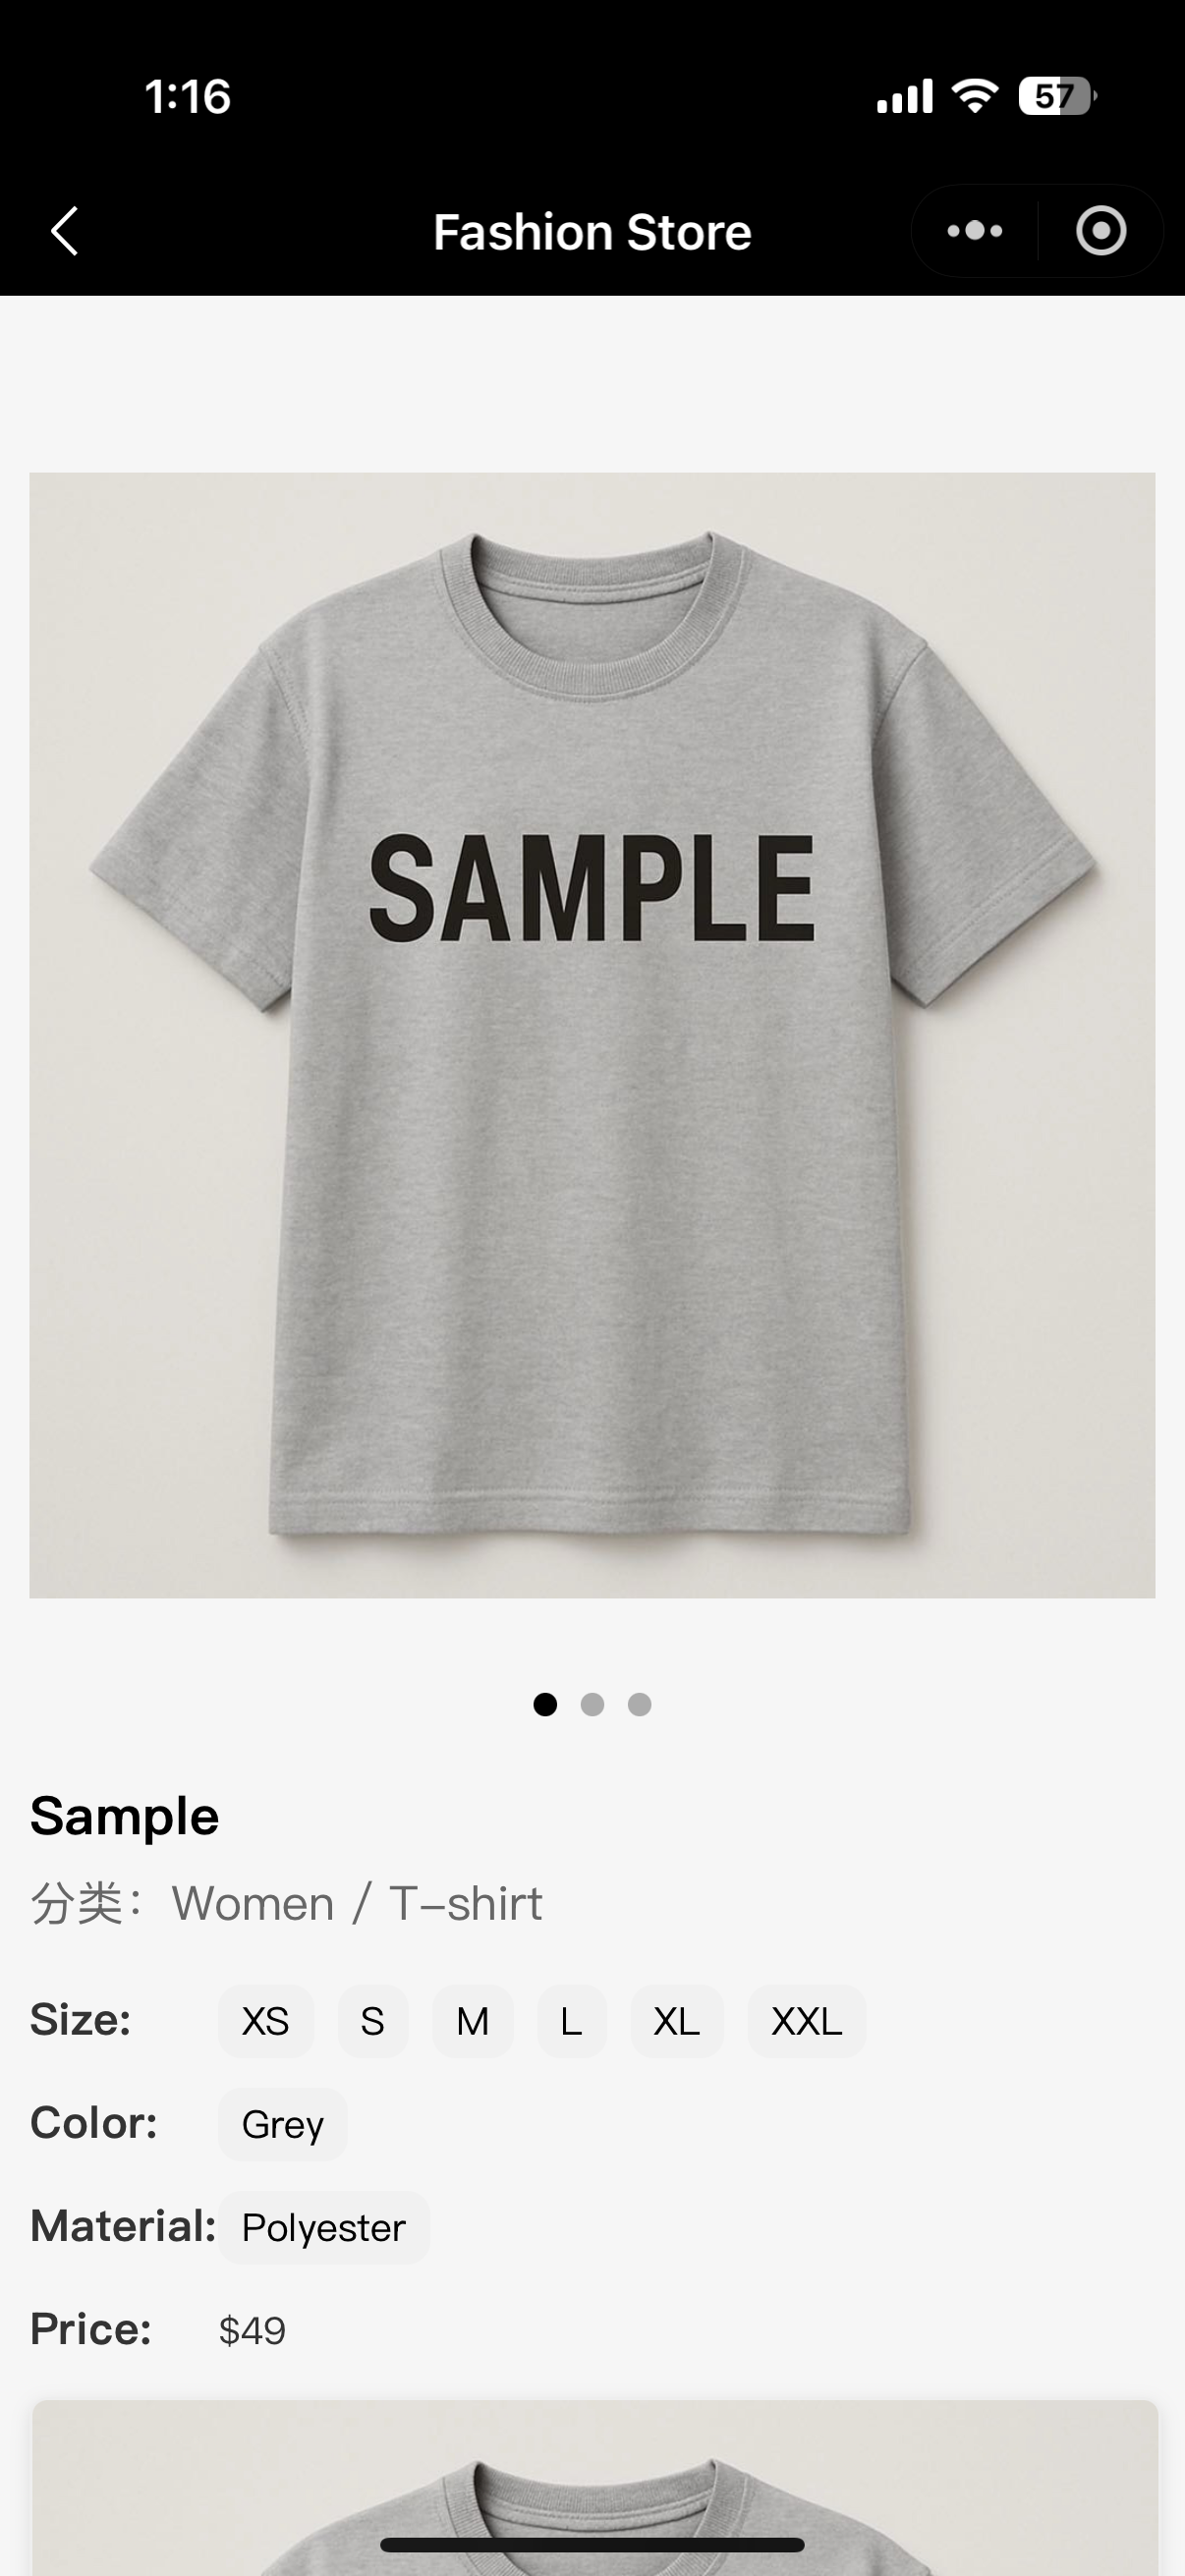 1:16
57
Fashion Store
SAMPLE
Sample
分类：Women / T-shirt
Size: XS S M L XL XXL
Color: Grey
Material: Polyester
Price: $49